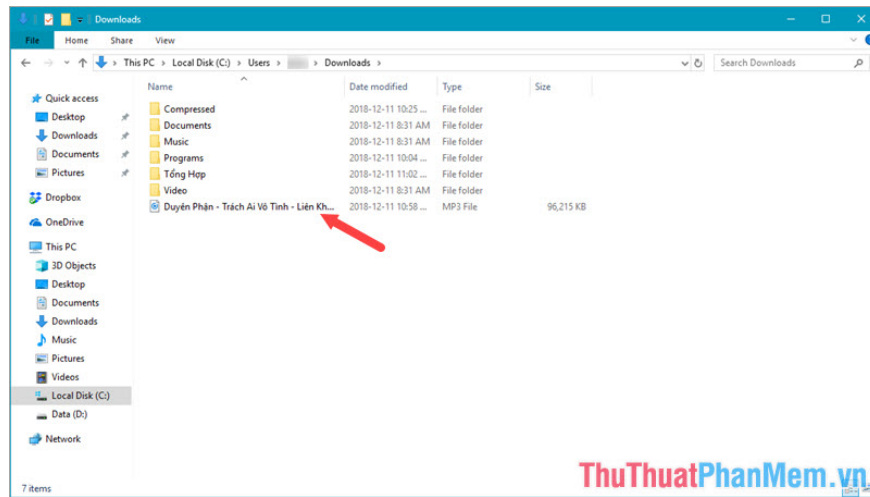 Downloads
File Home Share View
This PC > Local Disk (C:) > Users > > Downloads >
Search Downloads
Name Date modified Type Size
Quick access
Desktop
Downloads
Documents
Pictures
Dropbox
OneDrive
This PC
3D Objects
Desktop
Documents
Downloads
Music
Pictures
Videos
Local Disk (C:)
Data (D:)
Network
Compressed 2018-12-11 10:25 ... File folder
Documents 2018-12-11 8:31 AM File folder
Music 2018-12-11 8:31 AM File folder
Programs 2018-12-11 10:04 ... File folder
Tổng Hợp 2018-12-11 11:02 ... File folder
Video 2018-12-11 8:31 AM File folder
Duyên Phận - Trách Ai Vô Tình - Liên Kh... 2018-12-11 10:58 ... MP3 File 96,215 KB
7 items
ThuThuatPhanMem.vn